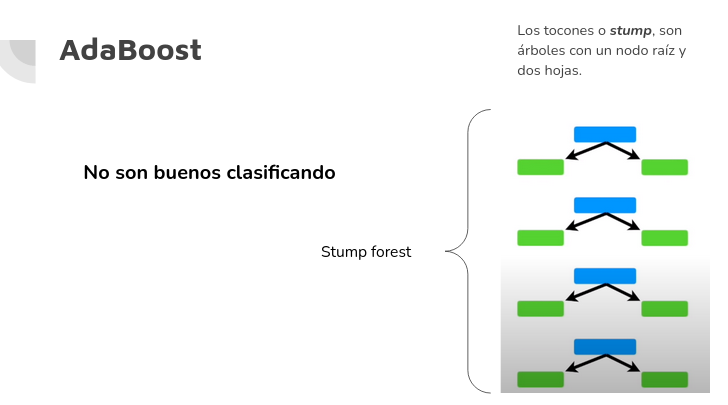 AdaBoost
Los tocones o stump, son
árboles con un nodo raíz y
dos hojas.
No son buenos clasificando
Stump forest